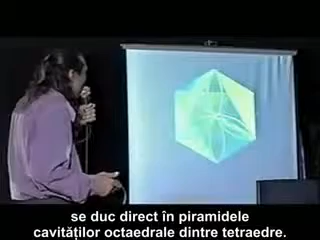 se duc direct în piramidele
cavităților octaedrale dintre tetraedre.